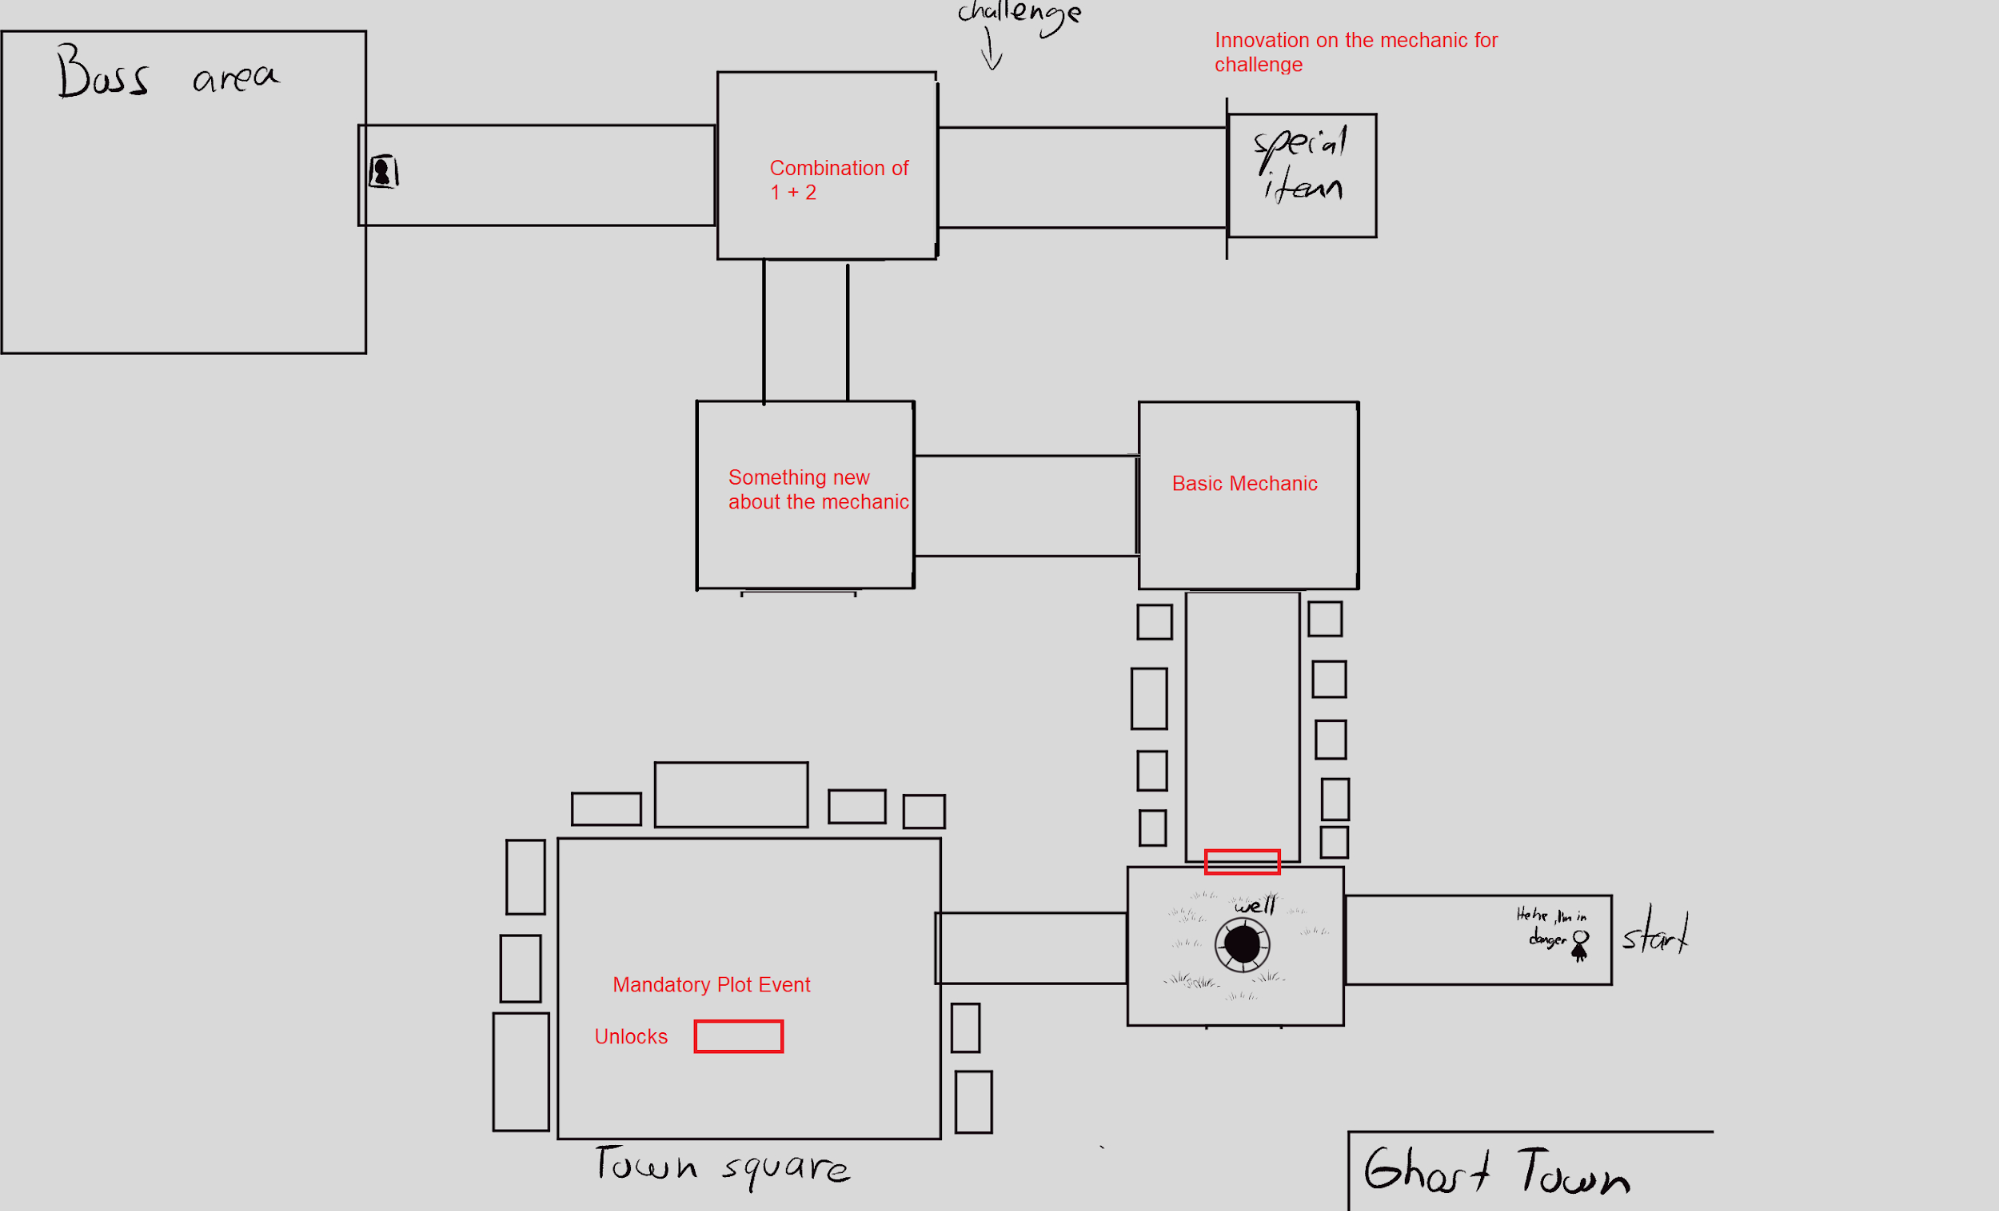 challenge
Innovation on the mechanic for
challenge
Boss area
special
item
Combination of
1 + 2
Something new
about the mechanic
Basic Mechanic
well
Hehe, I'm in
danger
start
Mandatory Plot Event
Unlocks
Town square
Ghost Town